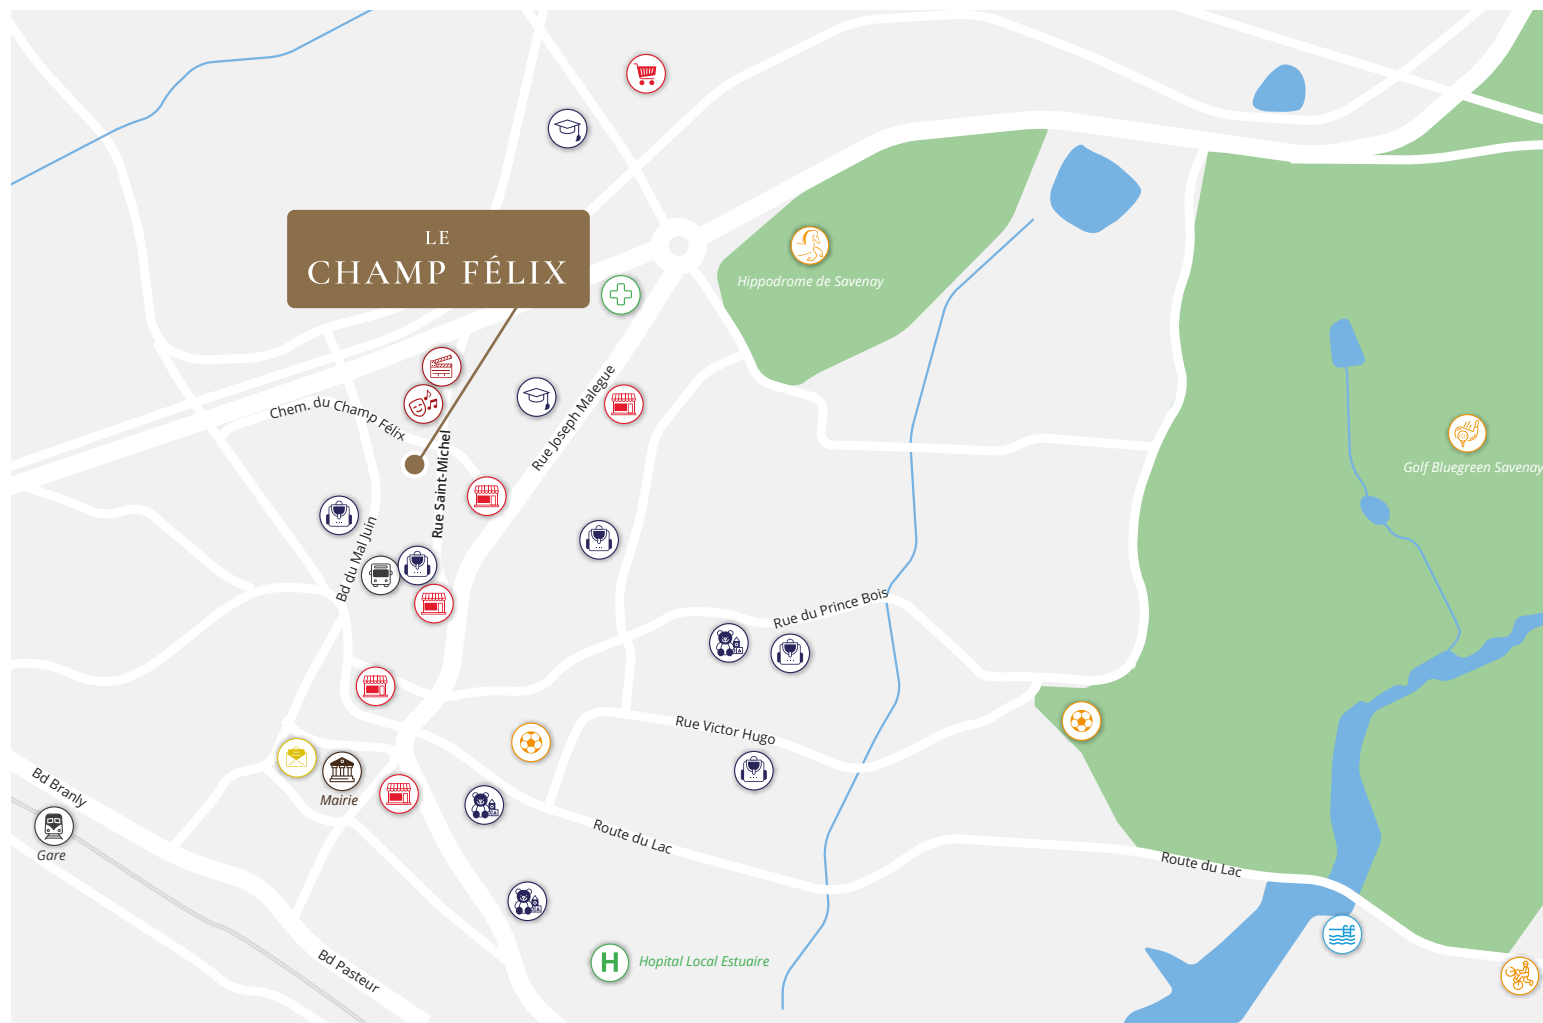 LE
CHAMP FÉLIX
Hippodrome de Savenay
Chem. du Champ Félix
Rue Joseph Malegue
Rue Saint-Michel
Golf Bluegreen Savenay
Bd du Mal Juin
Rue du Prince Bois
Rue Victor Hugo
Bd Branly
Mairie
Gare
Route du Lac
Route du Lac
Bd Pasteur
H
Hopital Local Estuaire